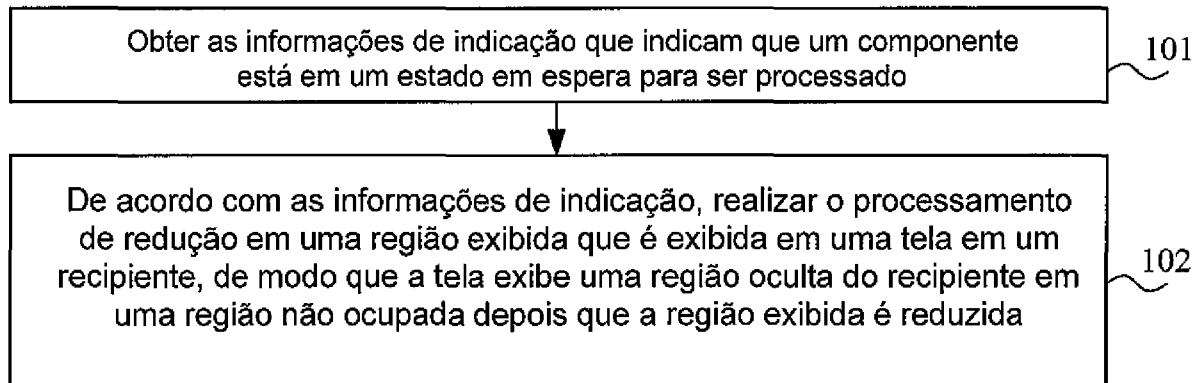 Obter as informações de indicação que indicam que um componente
está em um estado em espera para ser processado
101
De acordo com as informações de indicação, realizar o processamento
de redução em uma região exibida que é exibida em uma tela em um
recipiente, de modo que a tela exibe uma região oculta do recipiente em
uma região não ocupada depois que a região exibida é reduzida
102